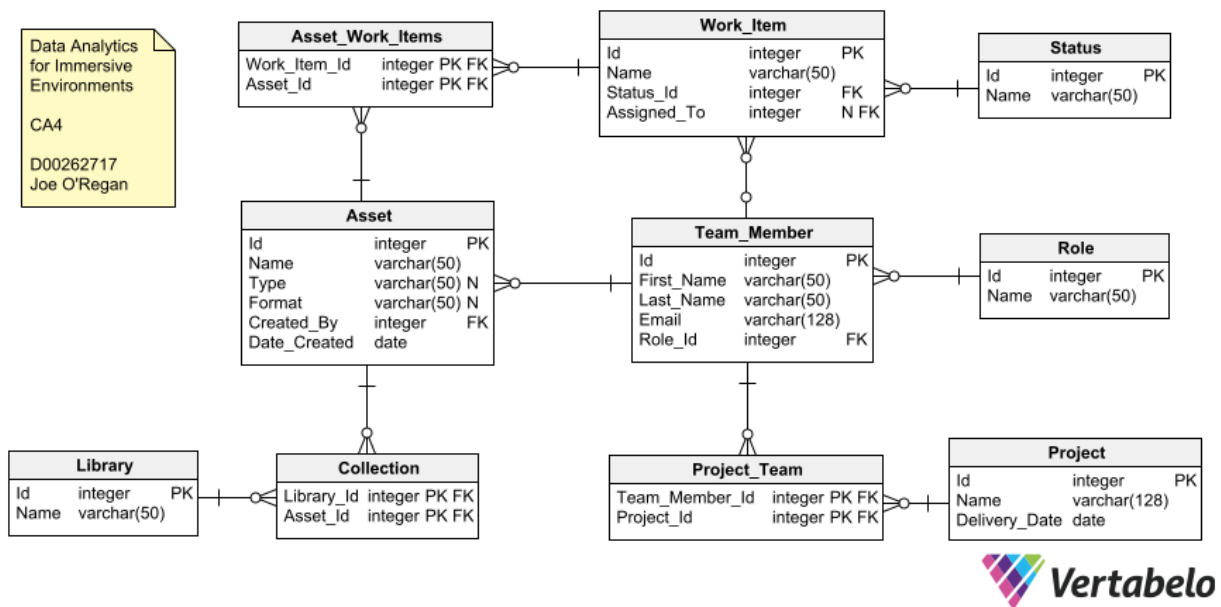 Data Analytics
for Immersive
Environments
CA4
D00262717
Joe O'Regan
Asset_Work_Items
Work_Item_Id integer PK FK
Asset_Id integer PK FK
Work_Item
Id integer PK
Name varchar(50)
Status_Id integer FK
Assigned_To integer N FK
Status
Id integer PK
Name varchar(50)
Asset
Id integer PK
Name varchar(50)
Type varchar(50) N
Format varchar(50) N
Created_By integer FK
Date_Created date
Team_Member
Id integer PK
First_Name varchar(50)
Last_Name varchar(50)
Email varchar(128)
Role_Id integer FK
Role
Id integer PK
Name varchar(50)
Library
Id integer PK
Name varchar(50)
Collection
Library_Id integer PK FK
Asset_Id integer PK FK
Project_Team
Team_Member_Id integer PK FK
Project_Id integer PK FK
Project
Id integer PK
Name varchar(128)
Delivery_Date date
Vertabelo